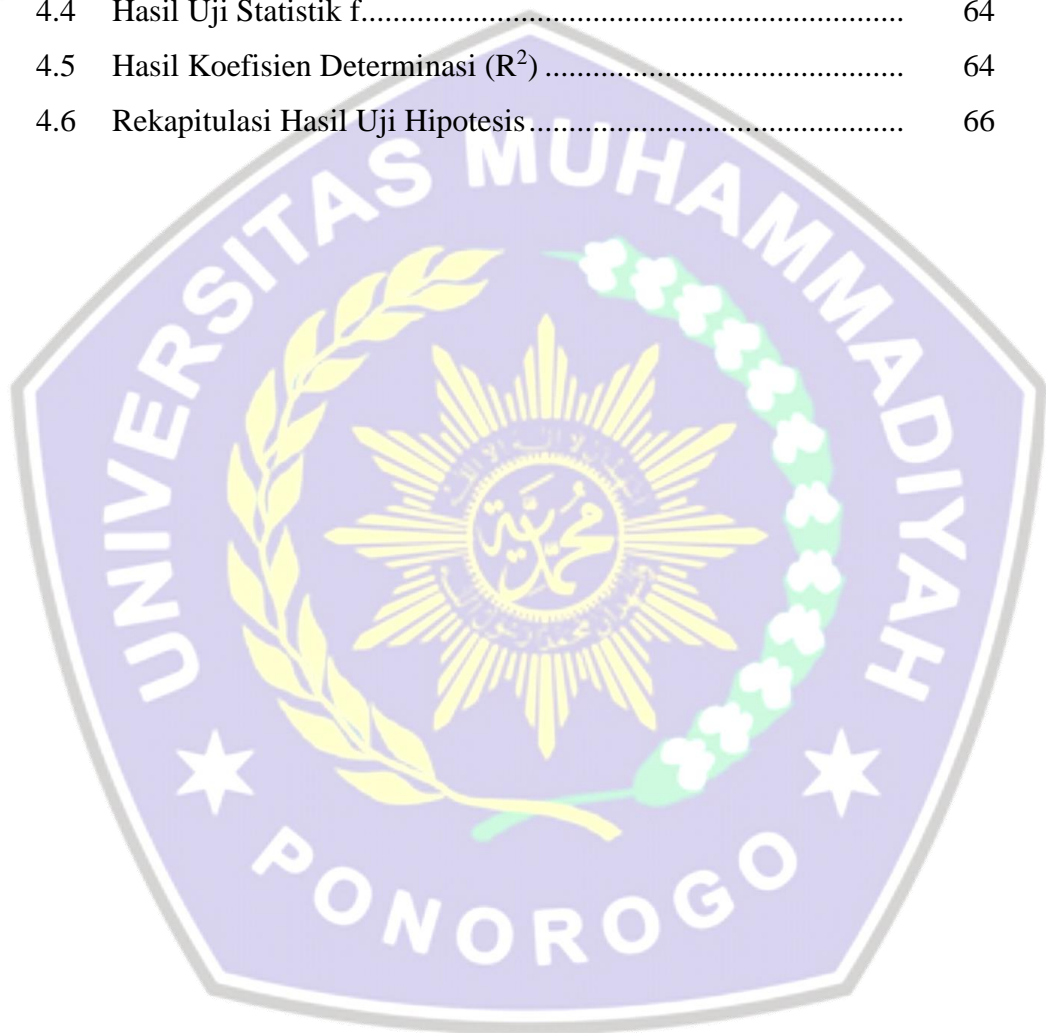 4.4 Hasil Uji Statistik f.................................................................... 64
4.5 Hasil Koefisien Determinasi (R²) ............................................. 64
4.6 Rekapitulasi Hasil Uji Hipotesis ............................................... 66
UNIVERSITAS MUHAMMADIYAH
محمدية
PONOROGO